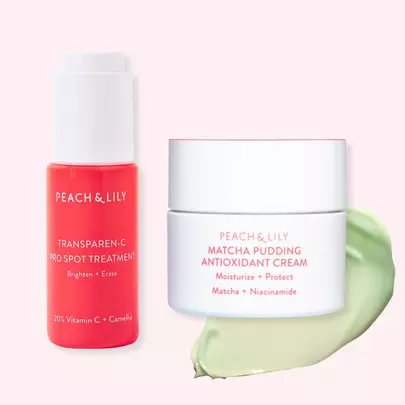 PEACH & LILY
TRANSPAREN-C
PRO SPOT TREATMENT
Brighten + Erase
20% Vitamin C + Camellia
PEACH & LILY
MATCHA PUDDING
ANTIOXIDANT CREAM
Moisturize + Protect
Matcha + Niacinamide